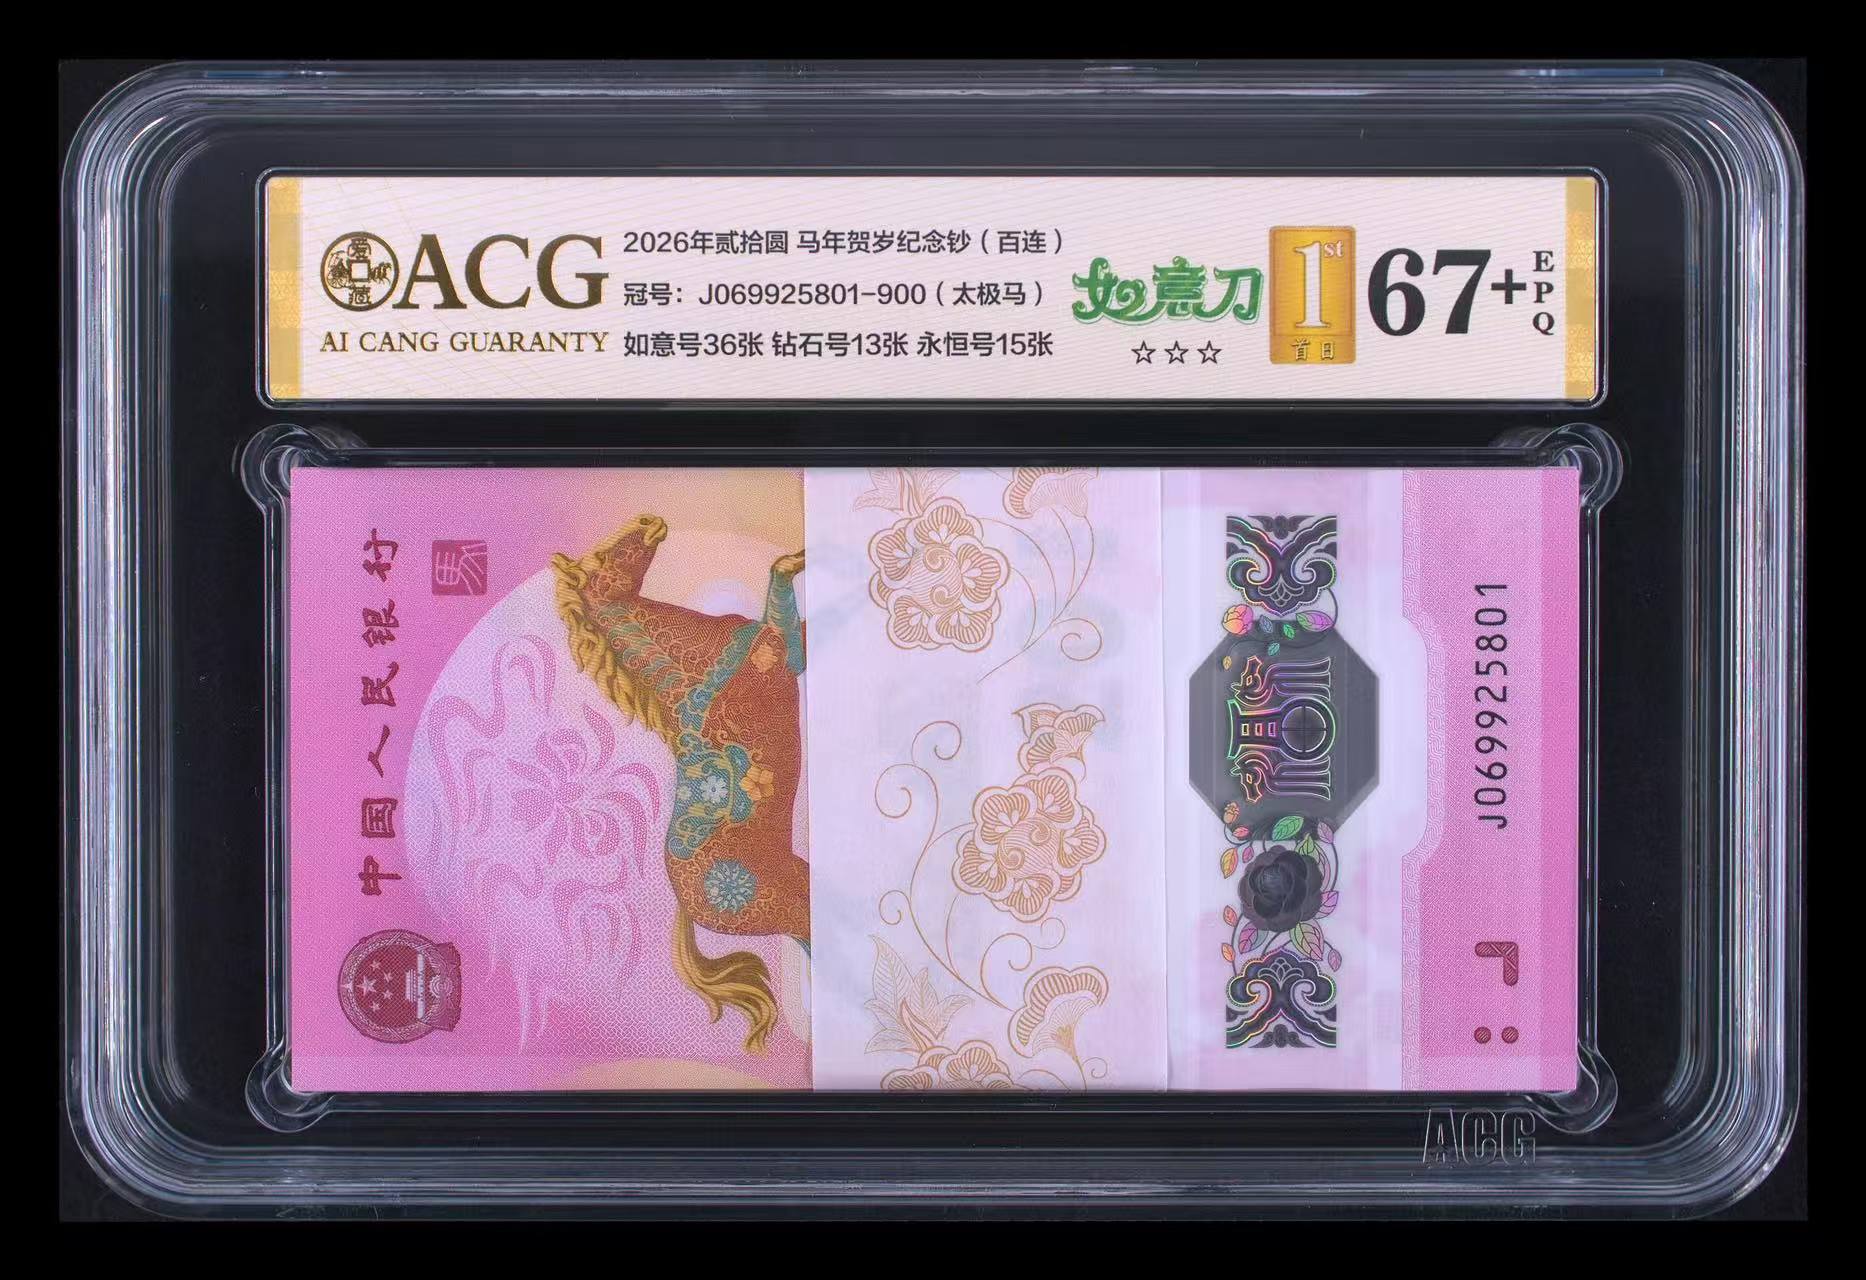 ACG
AI CANG GUARANTY
2026年贰拾圆 马年贺岁纪念钞（百连）
冠号：J069925801-900（太极马）
如意号36张 钻石号13张 永恒号15张
如意刀
☆☆☆
1st
首日
67+
EPQ
中国人民银行
J069925801
ACG